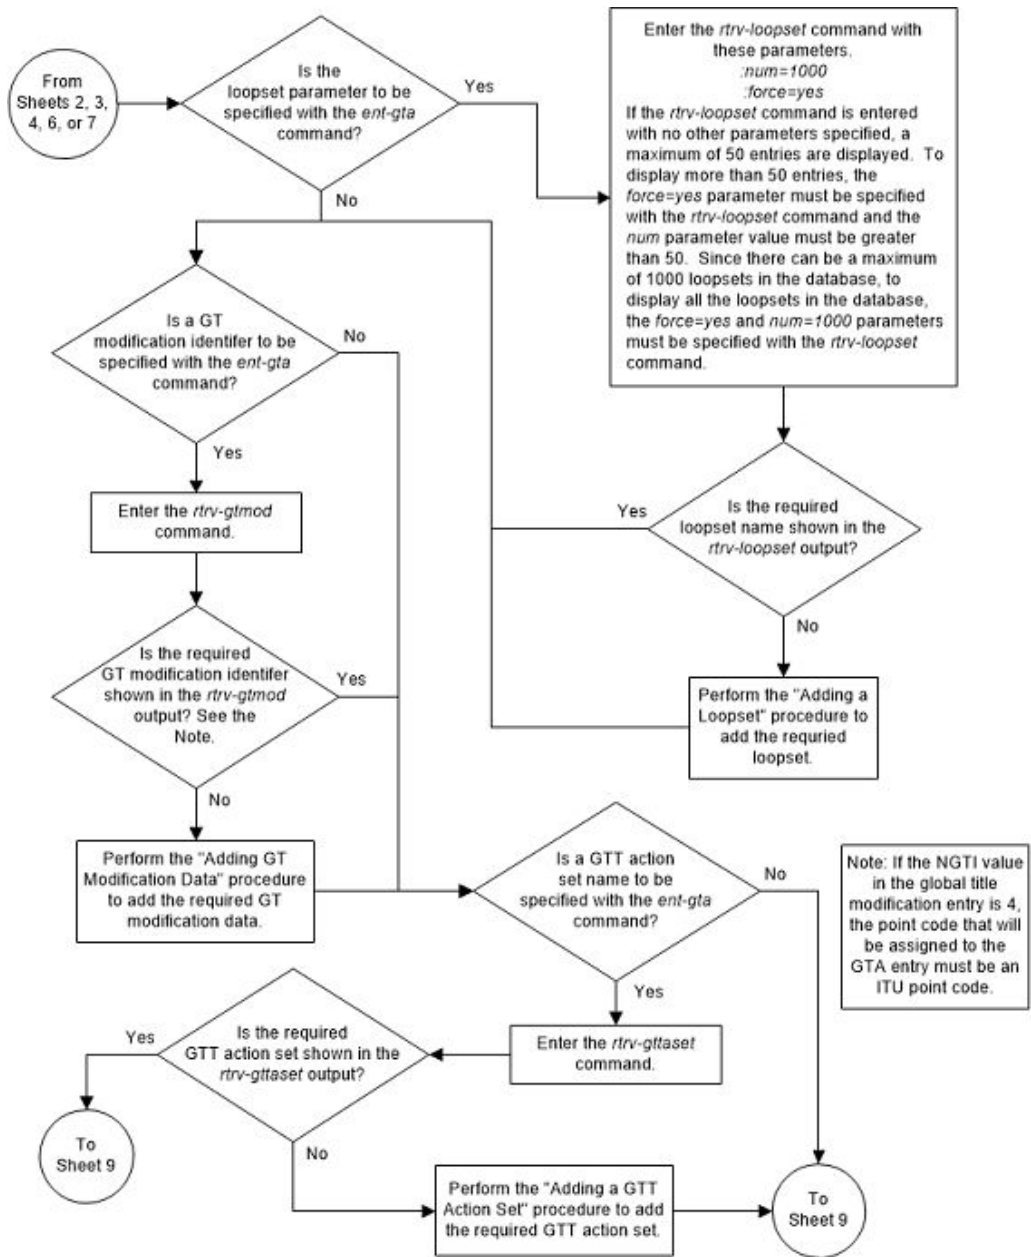 From
Sheets 2, 3,
4, 6, or 7
Is the
loopset parameter to be
specified with the ent-gta
command?
Yes
No
Enter the rtrv-loopset command with
these parameters.
:num=1000
:force=yes
If the rtrv-loopset command is entered
with no other parameters specified, a
maximum of 50 entries are displayed. To
display more than 50 entries, the
force=yes parameter must be specified
with the rtrv-loopset command and the
num parameter value must be greater
than 50. Since there can be a maximum
of 1000 loopsets in the database, to
display all the loopsets in the database,
the force=yes and num=1000 parameters
must be specified with the rtrv-loopset
command.
Is a GT
modification identifer to be
specified with the ent-gta
command?
No
Yes
Enter the rtrv-gtmod
command.
Is the required
loopset name shown in the
rtrv-loopset output?
Yes
No
Is the required
GT modification identifer
shown in the rtrv-gtmod
output? See the
Note.
Yes
No
Perform the "Adding a
Loopset" procedure to
add the requried
loopset.
Perform the "Adding GT
Modification Data" procedure
to add the required GT
modification data.
Is a GTT action
set name to be
specified with the ent-gta
command?
No
Yes
Note: If the NGTI value
in the global title
modification entry is 4,
the point code that will
be assigned to the
GTA entry must be an
ITU point code.
Enter the rtrv-gttaset
command.
Is the required
GTT action set shown in the
rtrv-gttaset output?
Yes
No
To
Sheet 9
Perform the "Adding a GTT
Action Set" procedure to add
the required GTT action set.
To
Sheet 9